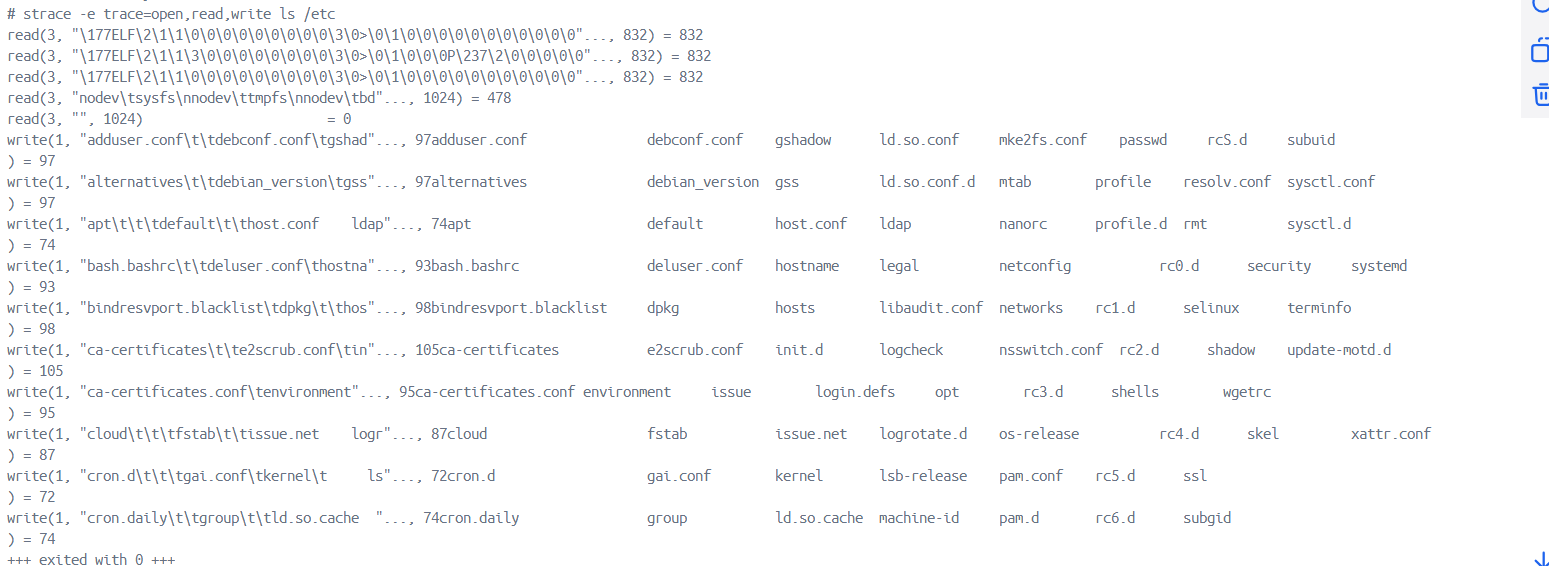 # strace -e trace=open,read,write ls /etc
read(3, "\177ELF\2\1\1\0\0\0\0\0\0\0\0\0\3\0>\0\1\0\0\0\0\0\0\0\0\0\0\0"..., 832) = 832
read(3, "\177ELF\2\1\1\3\0\0\0\0\0\0\0\0\3\0>\0\1\0\0\0P\237\2\0\0\0\0\0"..., 832) = 832
read(3, "\177ELF\2\1\1\0\0\0\0\0\0\0\0\0\3\0>\0\1\0\0\0\0\0\0\0\0\0\0\0"..., 832) = 832
read(3, "nodev\tsysfs\nnodev\ttmpfs\nnodev\tbd"..., 1024) = 478
read(3, "", 1024)                       = 0
write(1, "adduser.conf\t\tdebconf.conf\tgshad"..., 97adduser.conf               debconf.conf    gshadow      ld.so.conf     mke2fs.conf    passwd     rcS.d     subuid
) = 97
write(1, "alternatives\t\tdebian_version\tgss"..., 97alternatives               debian_version  gss          ld.so.conf.d   mtab        profile    resolv.conf  sysctl.conf
) = 97
write(1, "apt\t\t\tdefault\t\thost.conf    ldap"..., 74apt                      default         host.conf    ldap           nanorc      profile.d  rmt          sysctl.d
) = 74
write(1, "bash.bashrc\t\tdeluser.conf\thostna"..., 93bash.bashrc                deluser.conf    hostname     legal          netconfig           rc0.d      security     systemd
) = 93
write(1, "bindresvport.blacklist\tdpkg\t\thos"..., 98bindresvport.blacklist     dpkg            hosts        libaudit.conf  networks    rc1.d      selinux      terminfo
) = 98
write(1, "ca-certificates\t\te2scrub.conf\tin"..., 105ca-certificates           e2scrub.conf    init.d       logcheck       nsswitch.conf  rc2.d      shadow    update-motd.d
) = 105
write(1, "ca-certificates.conf\tenvironment"..., 95ca-certificates.conf environment     issue        login.defs     opt        rc3.d      shells        wgetrc
) = 95
write(1, "cloud\t\t\tfstab\t\tissue.net    logr"..., 87cloud                    fstab           issue.net    logrotate.d    os-release          rc4.d      skel         xattr.conf
) = 87
write(1, "cron.d\t\t\tgai.conf\tkernel\t     ls"..., 72cron.d                   gai.conf        kernel       lsb-release    pam.conf    rc5.d      ssl
) = 72
write(1, "cron.daily\t\tgroup\t\tld.so.cache  "..., 74cron.daily                group           ld.so.cache  machine-id     pam.d       rc6.d      subgid
) = 74
+++ exited with 0 +++